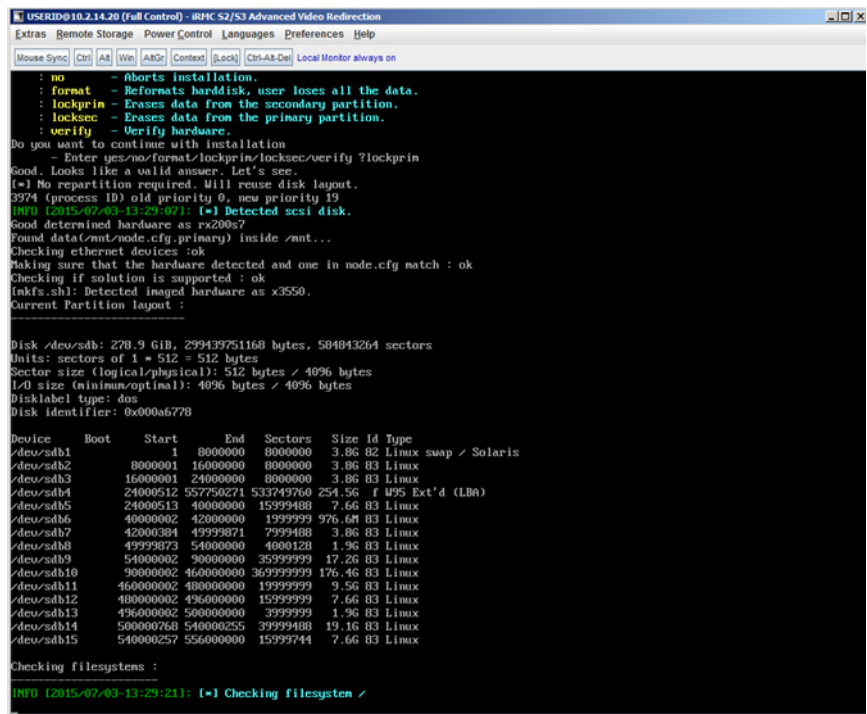 USERID@10.2.14.20 (Full Control) - iRMC S2/S3 Advanced Video Redirection
Extras Remote Storage Power Control Languages Preferences Help
Mouse Sync Ctrl Alt Win AltGr Context [Lock] Ctrl-Alt-Del Local Monitor always on
: no - Aborts installation.
: format - Reformats harddisk, user loses all the data.
: lockprim - Erases data from the secondary partition.
: locksec - Erases data from the primary partition.
: verify - Verify hardware.
Do you want to continue with installation
- Enter yes/no/format/lockprim/locksec/verify ?lockprim
Good. Looks like a valid answer. Let's see.
[*] No repartition required. Will reuse disk layout.
3974 (process ID) old priority 0, new priority 19
INFO [2015/07/03-13:29:07]: [*] Detected scsi disk.
Good determined hardware as rx200s7
Found data(/mnt/node.cfg.primary) inside /mnt...
Checking ethernet devices :ok
Making sure that the hardware detected and one in node.cfg match : ok
Checking if solution is supported : ok
[mkfs.sh]: Detected imaged hardware as x3550.
Current Partition layout :
--------------------------
Disk /dev/sdb: 278.9 GiB, 299439751168 bytes, 584843264 sectors
Units: sectors of 1 * 512 = 512 bytes
Sector size (logical/physical): 512 bytes / 4096 bytes
I/O size (minimum/optimal): 4096 bytes / 4096 bytes
Disklabel type: dos
Disk identifier: 0x000a6778
Device Boot Start End Sectors Size Id Type
/dev/sdb1 1 8000000 8000000 3.8G 82 Linux swap / Solaris
/dev/sdb2 8000001 16000000 8000000 3.8G 83 Linux
/dev/sdb3 16000001 24000000 8000000 3.8G 83 Linux
/dev/sdb4 24000512 557750271 533749760 254.5G f W95 Ext'd (LBA)
/dev/sdb5 24000513 40000000 15999488 7.6G 83 Linux
/dev/sdb6 40000002 42000000 1999999 976.6M 83 Linux
/dev/sdb7 42000384 49999871 7999488 3.8G 83 Linux
/dev/sdb8 49999873 54000000 4000128 1.9G 83 Linux
/dev/sdb9 54000002 90000000 35999999 17.2G 83 Linux
/dev/sdb10 90000002 460000000 369999999 176.4G 83 Linux
/dev/sdb11 460000002 480000000 19999999 9.5G 83 Linux
/dev/sdb12 480000002 496000000 15999999 7.6G 83 Linux
/dev/sdb13 496000002 500000000 3999999 1.9G 83 Linux
/dev/sdb14 500000768 540000255 39999488 19.1G 83 Linux
/dev/sdb15 540000257 556000000 15999744 7.6G 83 Linux
Checking filesystems :
----------------------
INFO [2015/07/03-13:29:21]: [*] Checking filesystem /